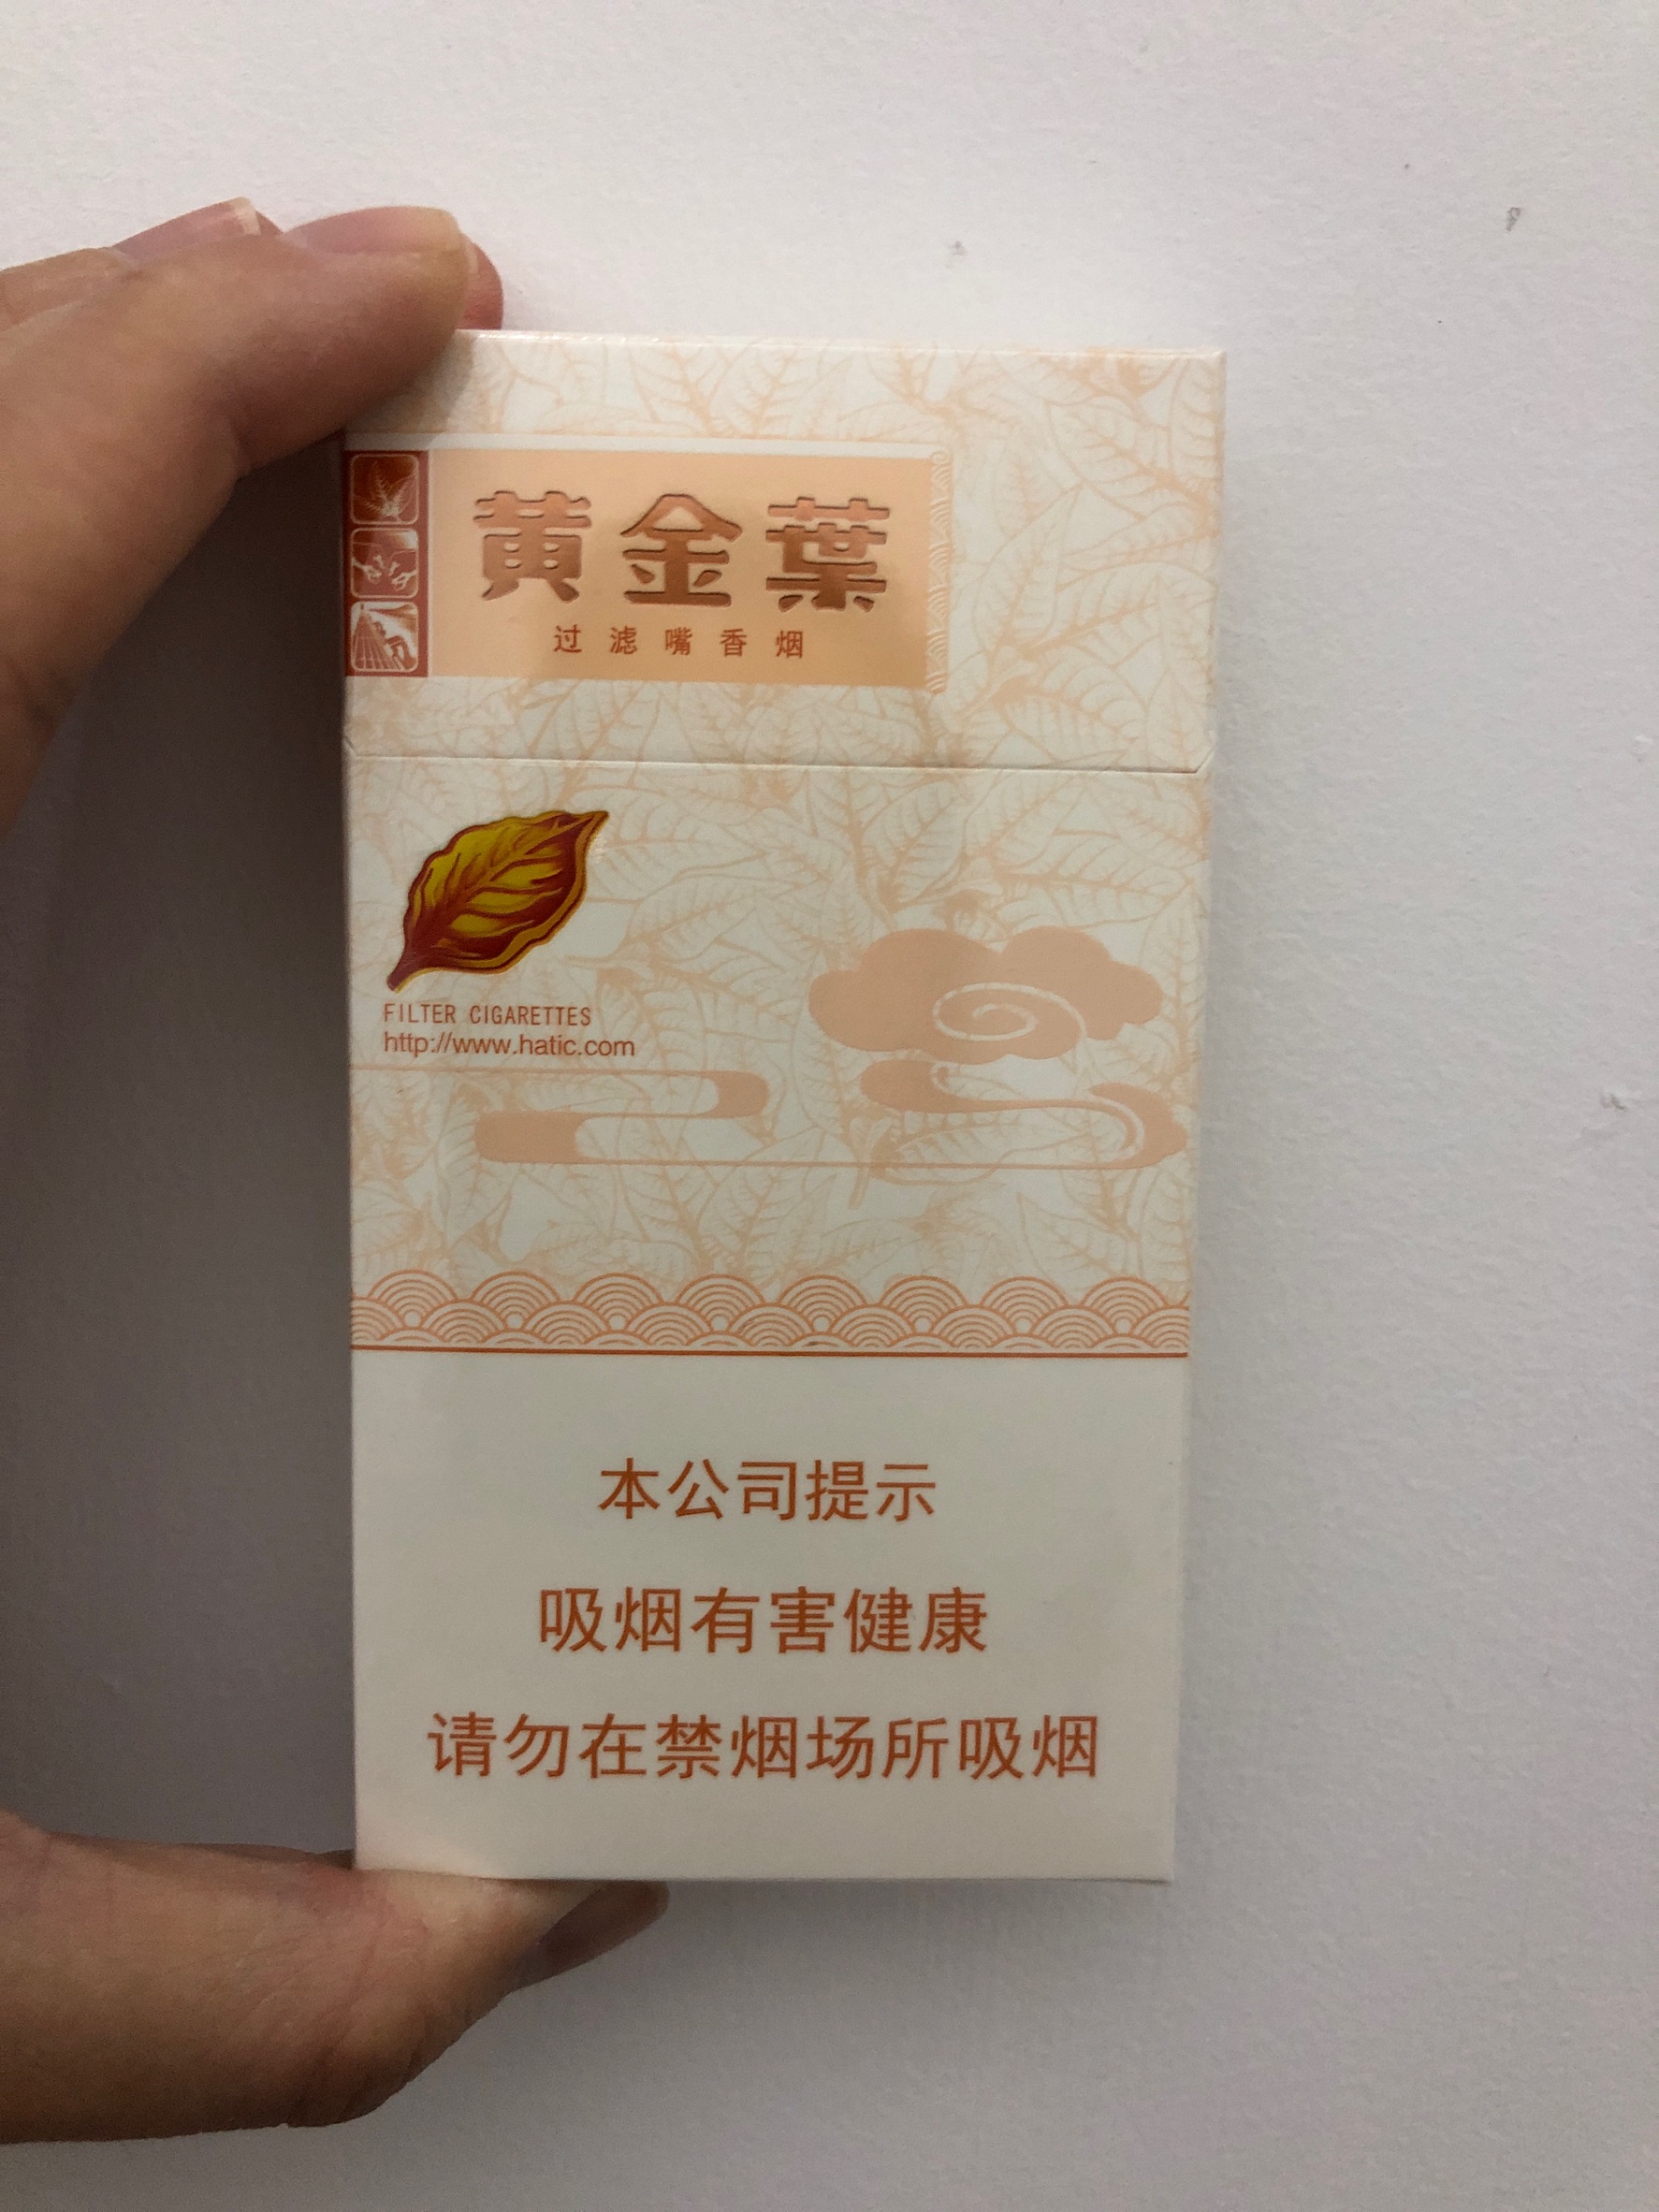 黄金葉
过滤嘴香烟
FILTER CIGARETTES
http://www.hatic.com
本公司提示
吸烟有害健康
请勿在禁烟场所吸烟